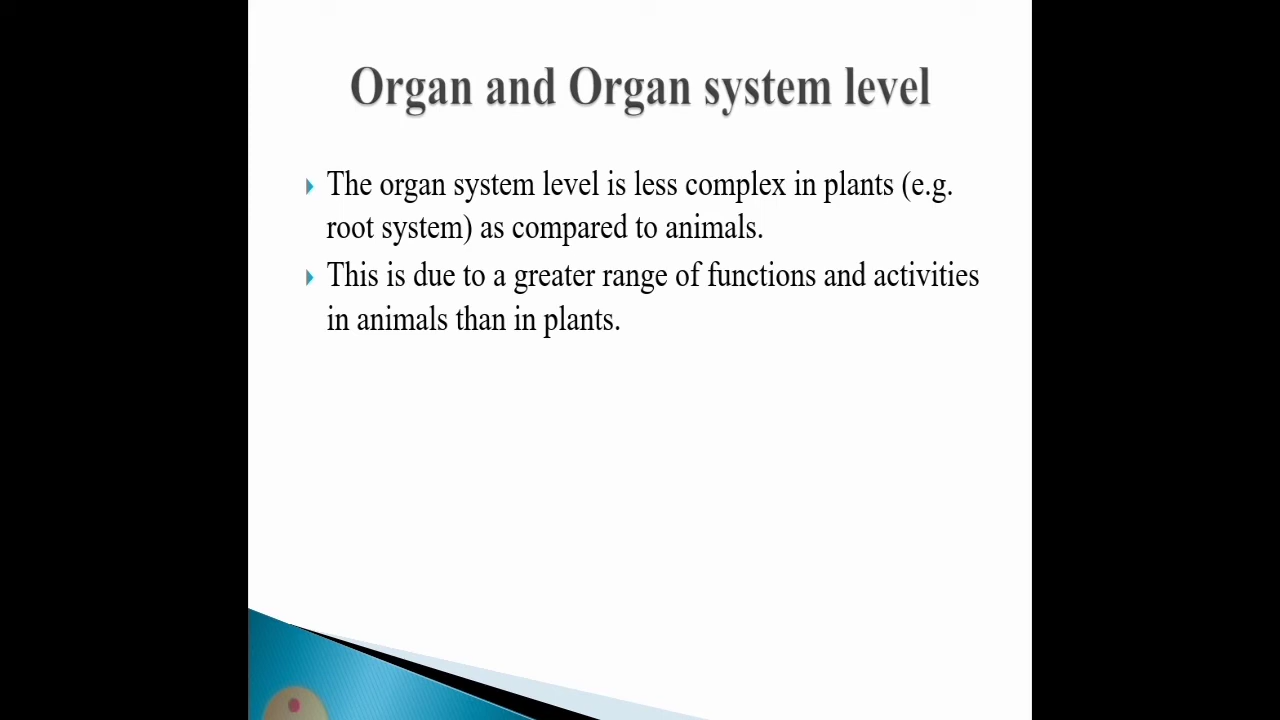 Organ and Organ system level
The organ system level is less complex in plants (e.g.
root system) as compared to animals.
This is due to a greater range of functions and activities
in animals than in plants.